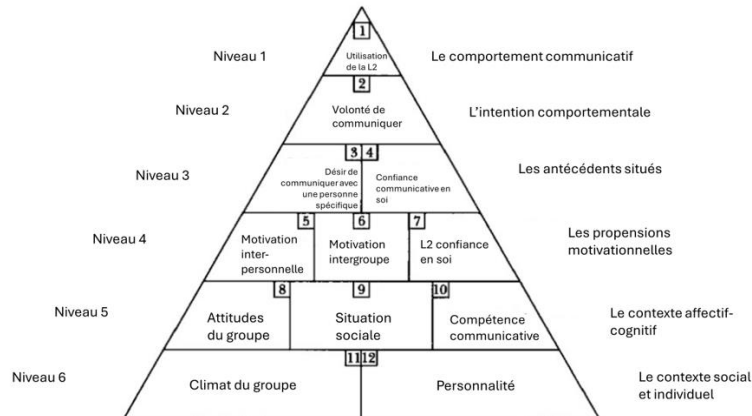 1
Niveau 1
Utilisation
de la L2
Le comportement communicatif
2
Niveau 2
Volonté de
communiquer
L'intention comportementale
3 4
Niveau 3
Désir de
communiquer avec
une personne
spécifique
Confiance
communicative en
soi
Les antécédents situés
5 6 7
Niveau 4
Motivation
inter-
personnelle
Motivation
intergroupe
L2 confiance
en soi
Les propensions
motivationnelles
8 9 10
Niveau 5
Attitudes
du groupe
Situation
sociale
Compétence
communicative
Le contexte affectif-
cognitif
11 12
Niveau 6
Climat du groupe
Personnalité
Le contexte social
et individuel